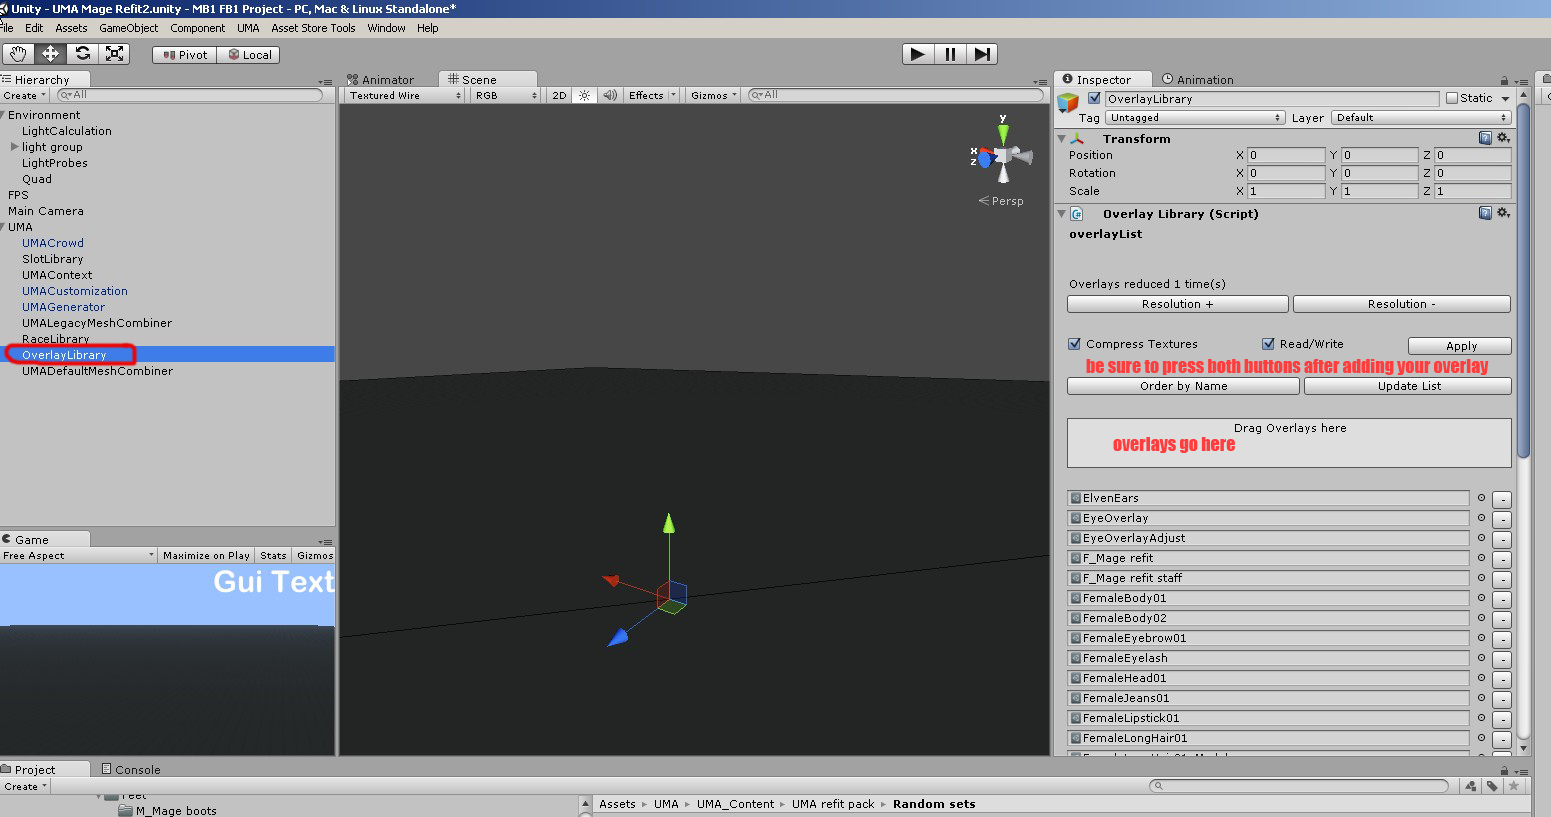 Unity - UMA Mage Refit2.unity - MB1 FB1 Project - PC, Mac & Linux Standalone*
File Edit Assets GameObject Component UMA Asset Store Tools Window Help
Pivot Local
Hierarchy
Create All
Environment
LightCalculation
light group
LightProbes
Quad
FPS
Main Camera
UMA
UMACrowd
SlotLibrary
UMAContext
UMACustomization
UMAGenerator
UMALegacyMeshCombiner
RaceLibrary
OverlayLibrary
UMADefaultMeshCombiner
Game
Free Aspect Maximize on Play Stats Gizmos
Gui Text
Animator Scene
Textured Wire RGB 2D Effects Gizmos All
y
x
z
Persp
Inspector Animation
OverlayLibrary Static
Tag Untagged Layer Default
Transform
Position X 0 Y 0 Z 0
Rotation X 0 Y 0 Z 0
Scale X 1 Y 1 Z 1
Overlay Library (Script)
overlayList
Overlays reduced 1 time(s)
Resolution + Resolution -
Compress Textures Read/Write Apply
be sure to press both buttons after adding your overlay
Order by Name Update List
Drag Overlays here
overlays go here
ElvenEars -
EyeOverlay -
EyeOverlayAdjust -
F_Mage refit -
F_Mage refit staff -
FemaleBody01 -
FemaleBody02 -
FemaleEyebrow01 -
FemaleEyelash -
FemaleHead01 -
FemaleJeans01 -
FemaleLipstick01 -
FemaleLongHair01 -
Project Console
Create
M_Mage boots
Assets UMA UMA_Content UMA refit pack Random sets